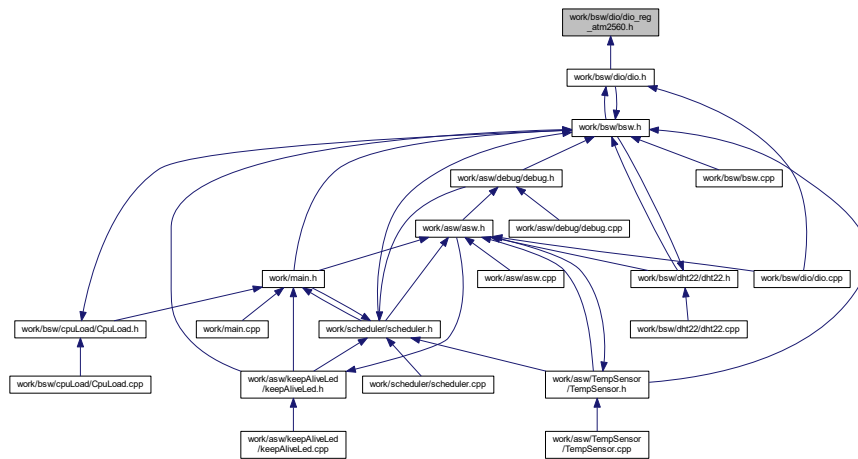 work/bsw/dio/dio_reg
_atm2560.h
work/bsw/dio/dio.h
work/bsw/bsw.h
work/asw/debug/debug.h
work/bsw/bsw.cpp
work/asw/asw.h
work/asw/debug/debug.cpp
work/main.h
work/asw/asw.cpp
work/bsw/dht22/dht22.h
work/bsw/dio/dio.cpp
work/bsw/cpuLoad/CpuLoad.h
work/main.cpp
work/scheduler/scheduler.h
work/bsw/dht22/dht22.cpp
work/bsw/cpuLoad/CpuLoad.cpp
work/asw/keepAliveLed
/keepAliveLed.h
work/scheduler/scheduler.cpp
work/asw/TempSensor
/TempSensor.h
work/asw/keepAliveLed
/keepAliveLed.cpp
work/asw/TempSensor
/TempSensor.cpp